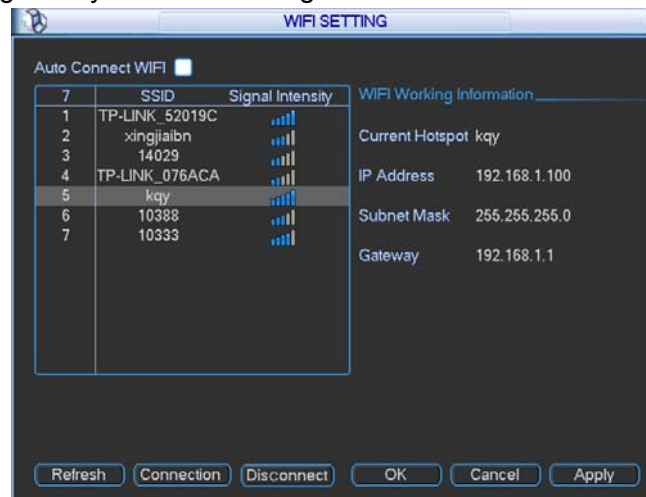 WIFI SETTING
Auto Connect WIFI
7 SSID Signal Intensity
1 TP-LINK_52019C
2 xingjiaibn
3 14029
4 TP-LINK_076ACA
5 kqy
6 10388
7 10333
WIFI Working Information
Current Hotspot kqy
IP Address 192.168.1.100
Subnet Mask 255.255.255.0
Gateway 192.168.1.1
Refresh Connection Disconnect OK Cancel Apply